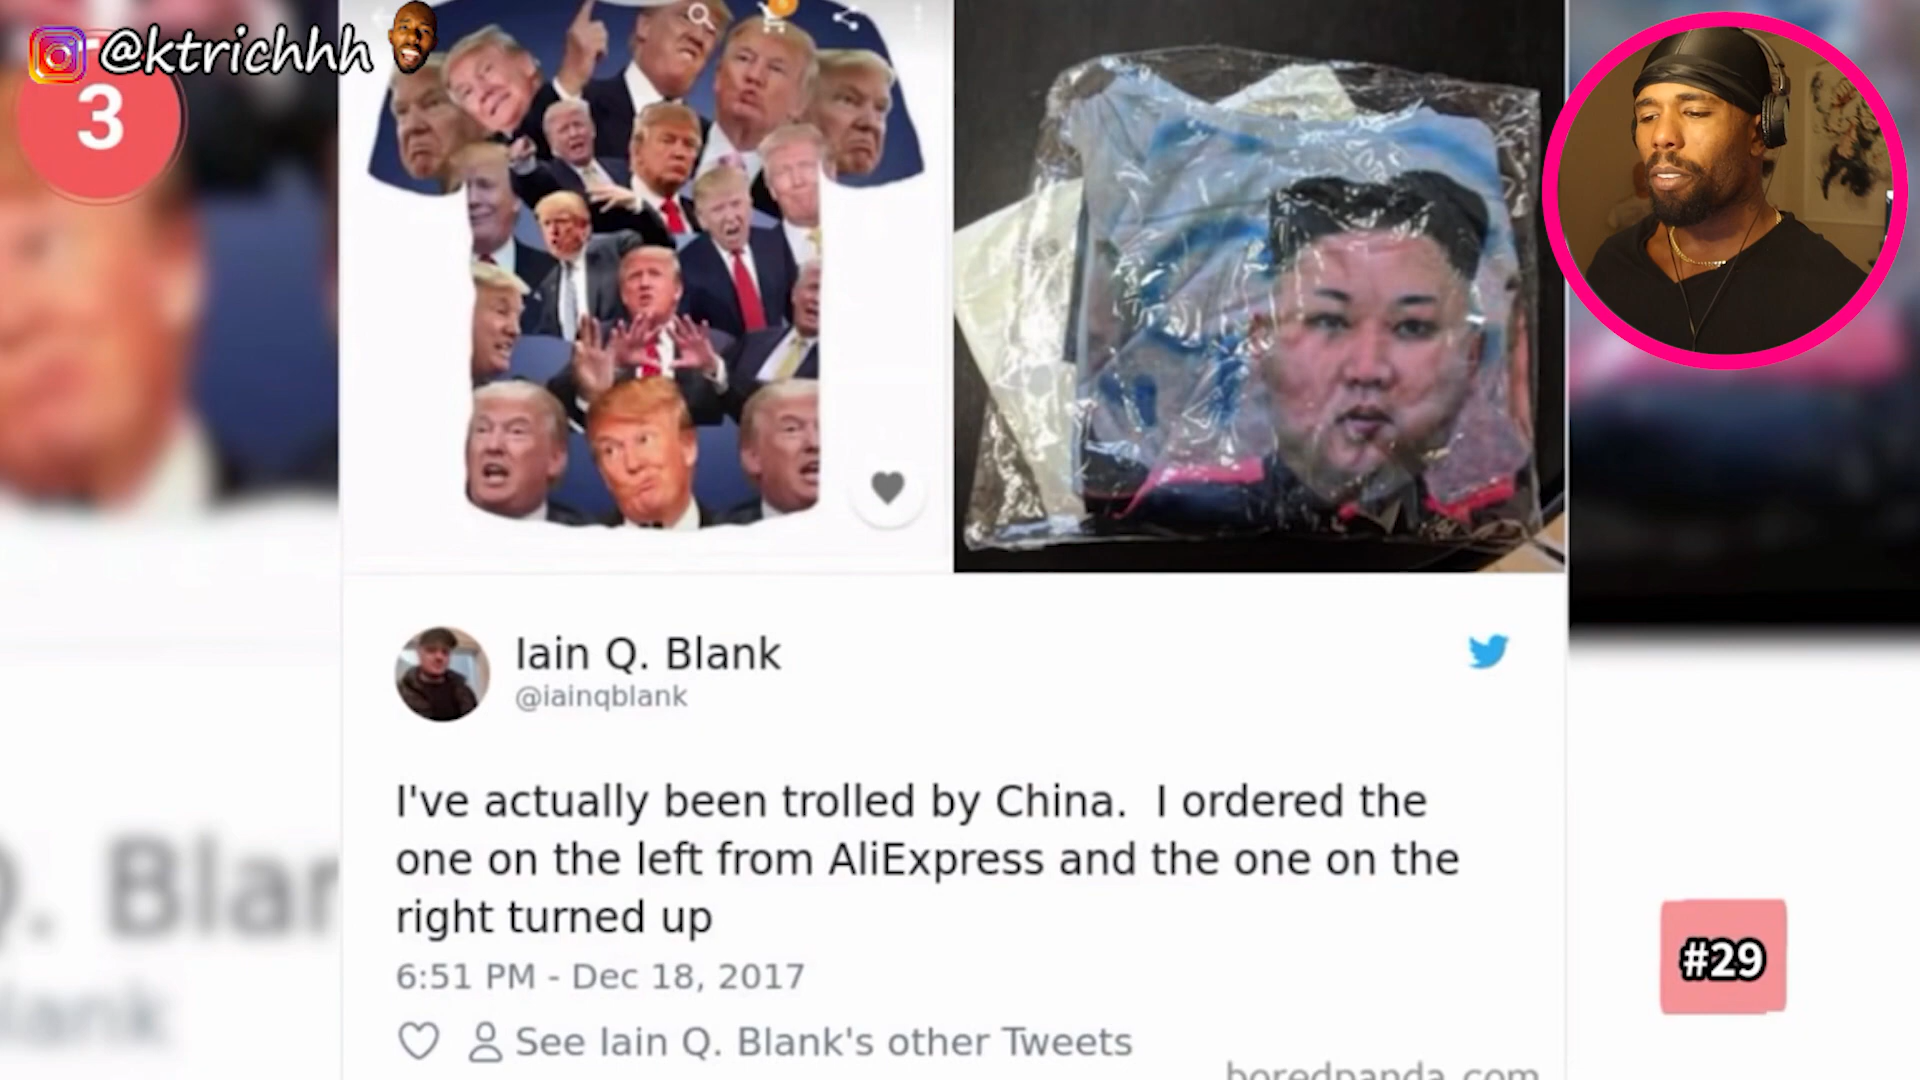 @ktrichhh
3
Iain Q. Blank
@iainqblank
I've actually been trolled by China.  I ordered the
one on the left from AliExpress and the one on the
right turned up
6:51 PM - Dec 18, 2017
See Iain Q. Blank's other Tweets
#29
boredpanda.com